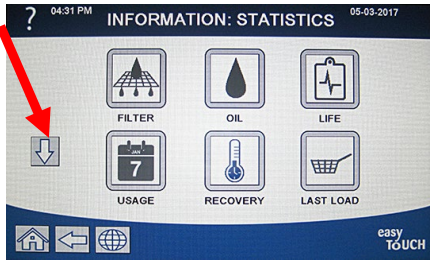 ? 04:31 PM INFORMATION: STATISTICS 05-03-2017
FILTER OIL LIFE
JAN
7
USAGE RECOVERY LAST LOAD
easy
TOUCH